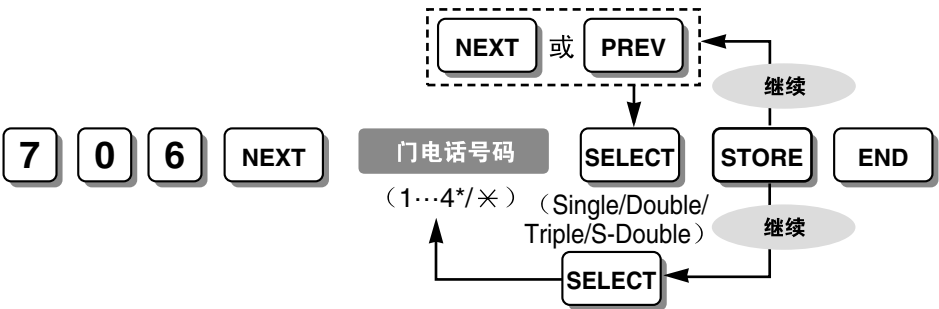 NEXT 或 PREV
继续
7 0 6 NEXT 门电话号码 SELECT STORE END
(1…4*/✳) (Single/Double/
Triple/S-Double)
继续
SELECT